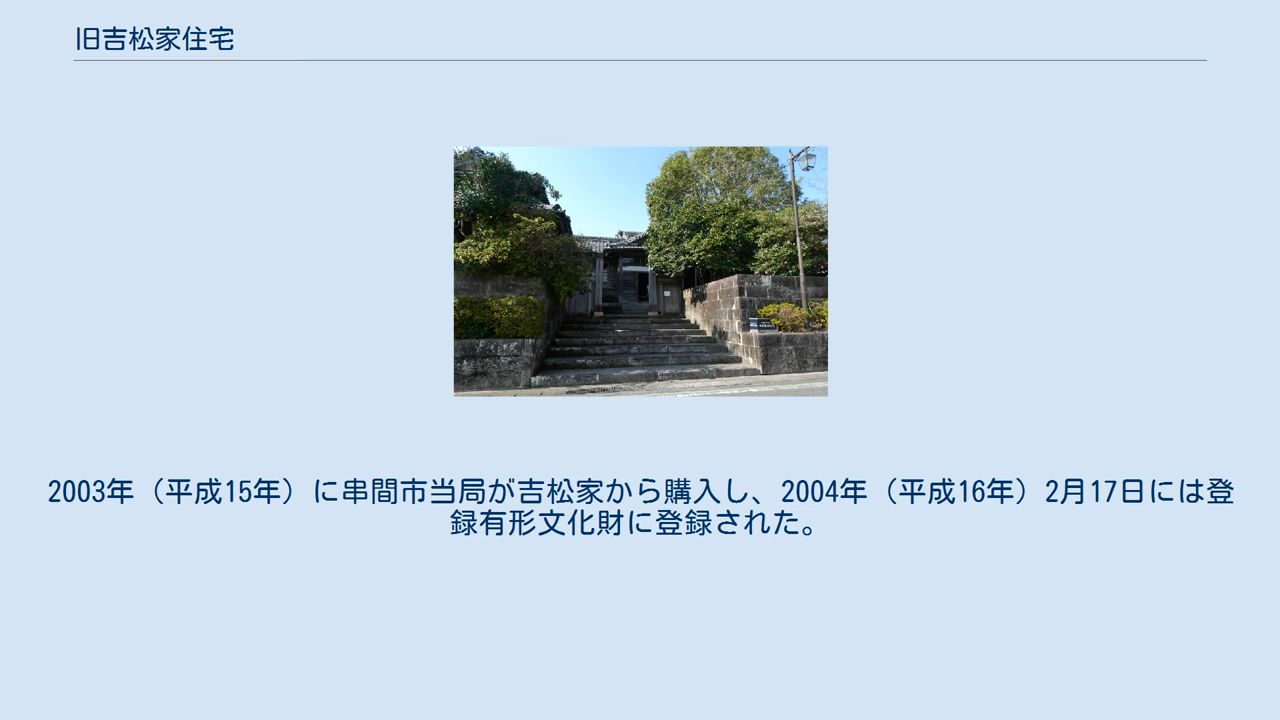 旧吉松家住宅
2003年（平成15年）に串間市当局が吉松家から購入し、2004年（平成16年）2月17日には登
録有形文化財に登録された。